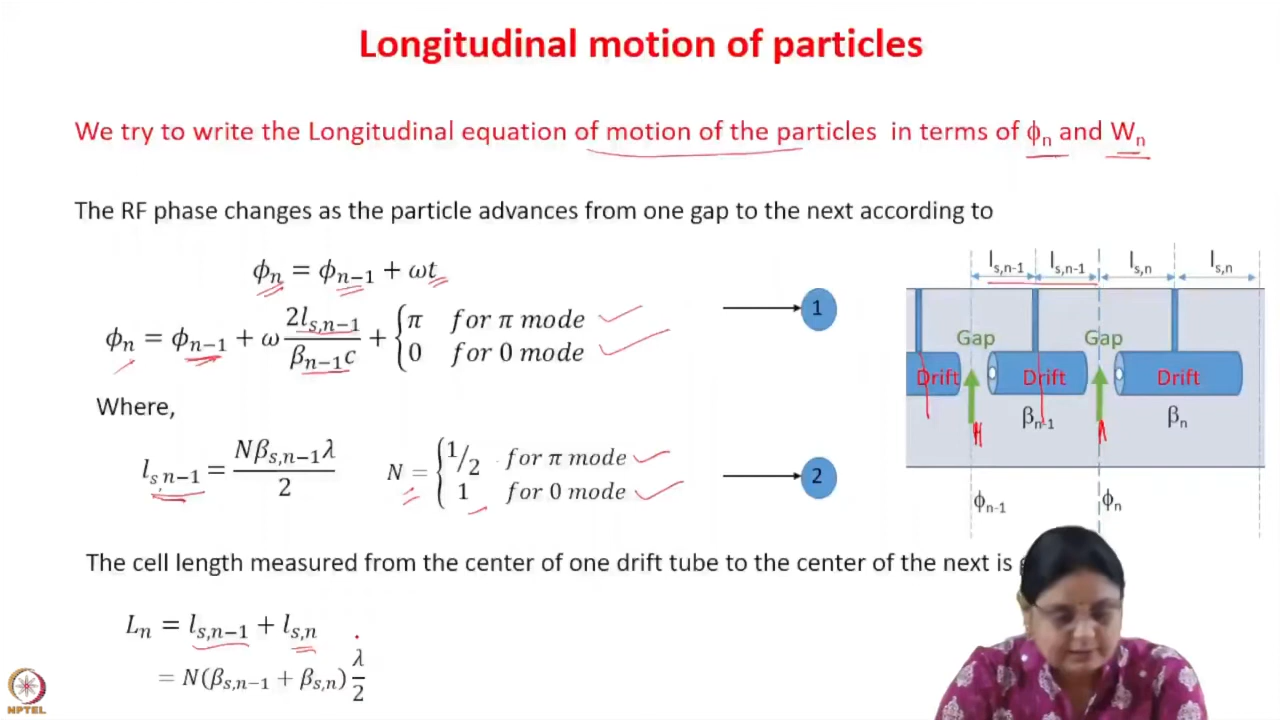 Longitudinal motion of particles
We try to write the Longitudinal equation of motion of the particles in terms of ϕn and Wn
The RF phase changes as the particle advances from one gap to the next according to
ϕn = ϕn−1 + ωt
ϕn = ϕn−1 + ω 2ls,n−1 / βn−1c + { π for π mode
0 for 0 mode
1
Where,
ls n−1 = Nβs,n−1λ / 2
N = { 1/2 for π mode
1 for 0 mode
2
The cell length measured from the center of one drift tube to the center of the next is
Ln = ls,n−1 + ls,n
= N(βs,n−1 + βs,n) λ/2
ls,n-1 ls,n-1 ls,n ls,n
Gap Gap
Drift Drift Drift
βn-1 βn
ϕn-1 ϕn
NPTEL